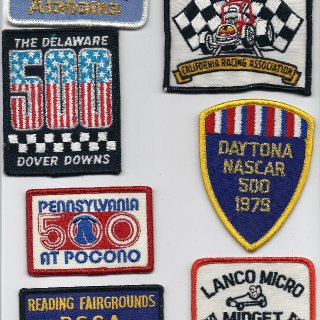 Alabama
CALIFORNIA RACING ASSOCIATION
THE DELAWARE
500
DOVER DOWNS
DAYTONA
NASCAR
500
1979
PENNSYLVANIA
500
AT POCONO
READING FAIRGROUNDS
LANCO MICRO
MIDGET